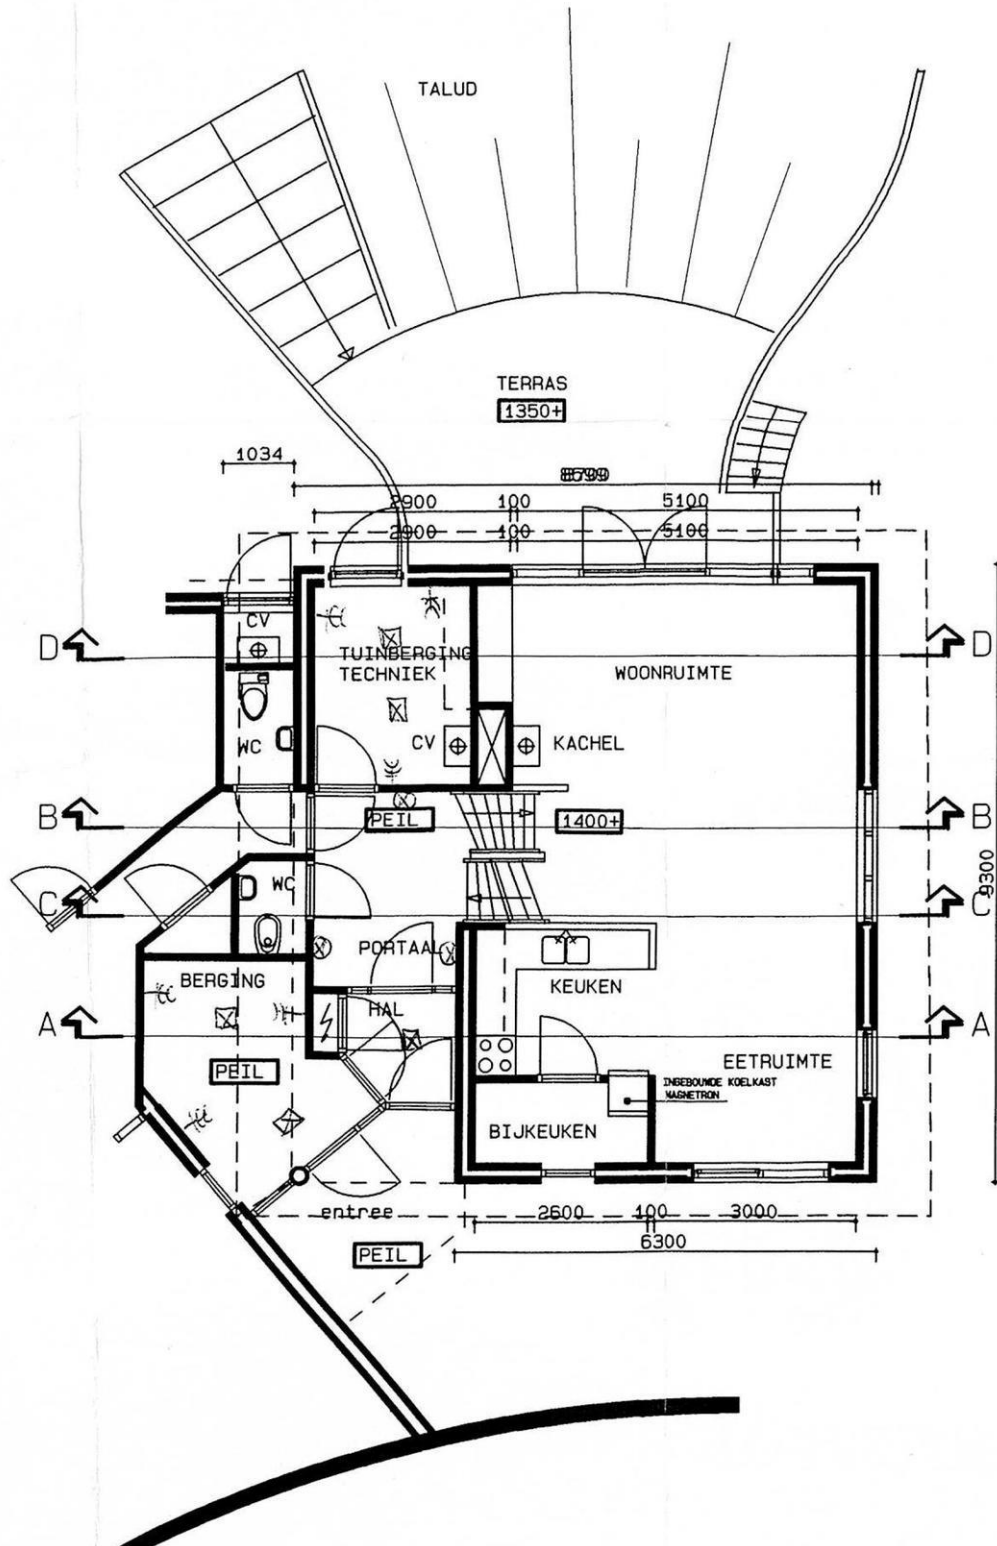 TALUD
TERRAS
1350+
1034
2900 100 5100
2900 100 5100
CV
D
TUINBERGING
TECHNIEK
WOONRUIMTE
D
WC
CV
KACHEL
B
PEIL
1400+
B
9300
C
WC
C
PORTAAL
BERGING
KEUKEN
HAL
A
A
PEIL
EETRUIMTE
INGEBOUWDE KOELKAST
MAGNETRON
BIJKEUKEN
entree
2600 100 3000
PEIL
6300